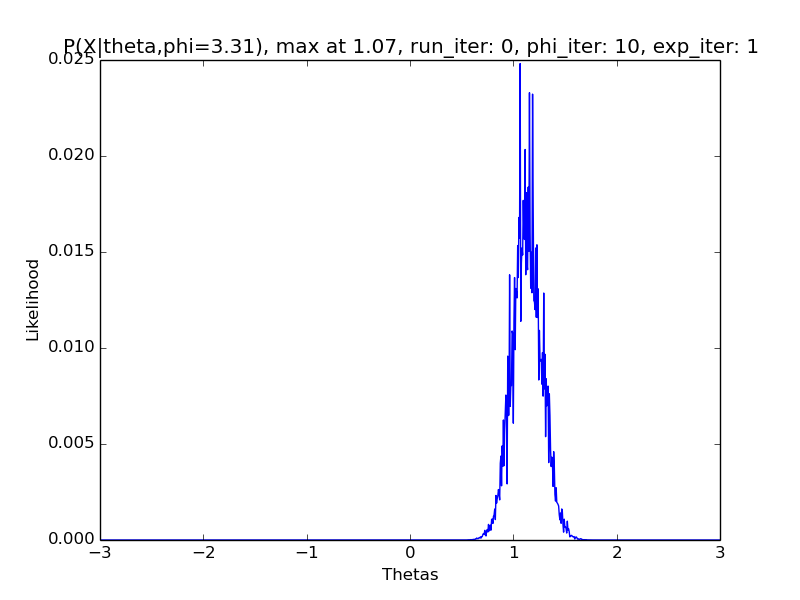 P(X|theta,phi=3.31), max at 1.07, run_iter: 0, phi_iter: 10, exp_iter: 1
0.025
0.020
0.015
0.010
0.005
0.000
Likelihood
−3 −2 −1 0 1 2 3
Thetas